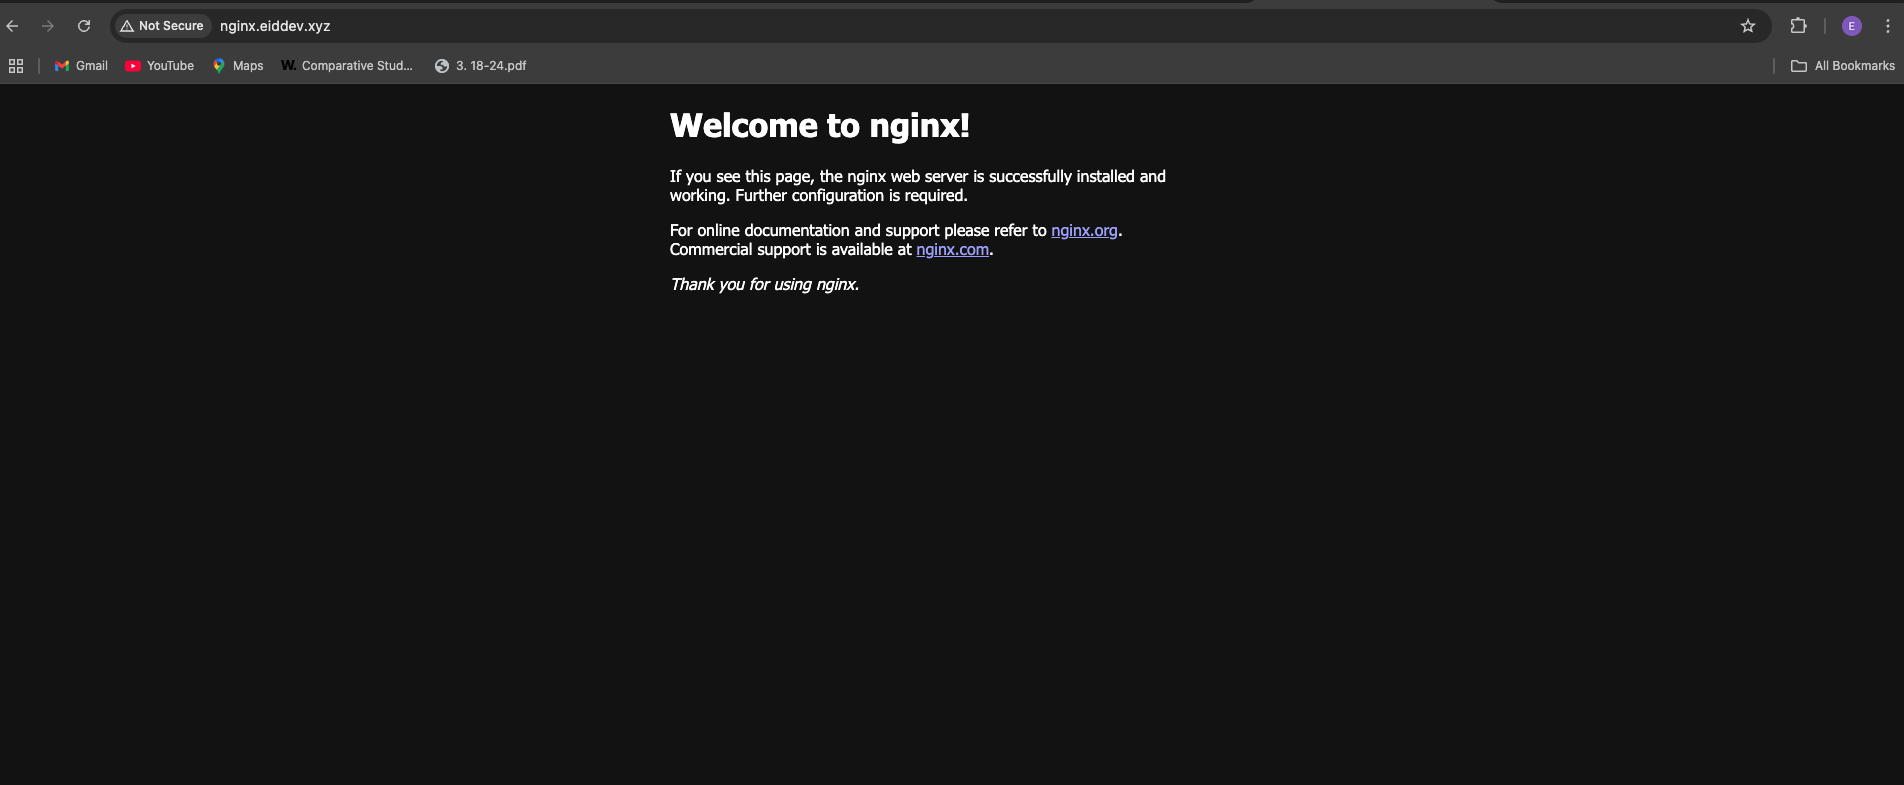 Not Secure nginx.eiddev.xyz E
Gmail YouTube Maps W. Comparative Stud... 3. 18-24.pdf All Bookmarks
Welcome to nginx!
If you see this page, the nginx web server is successfully installed and
working. Further configuration is required.
For online documentation and support please refer to nginx.org.
Commercial support is available at nginx.com.
Thank you for using nginx.